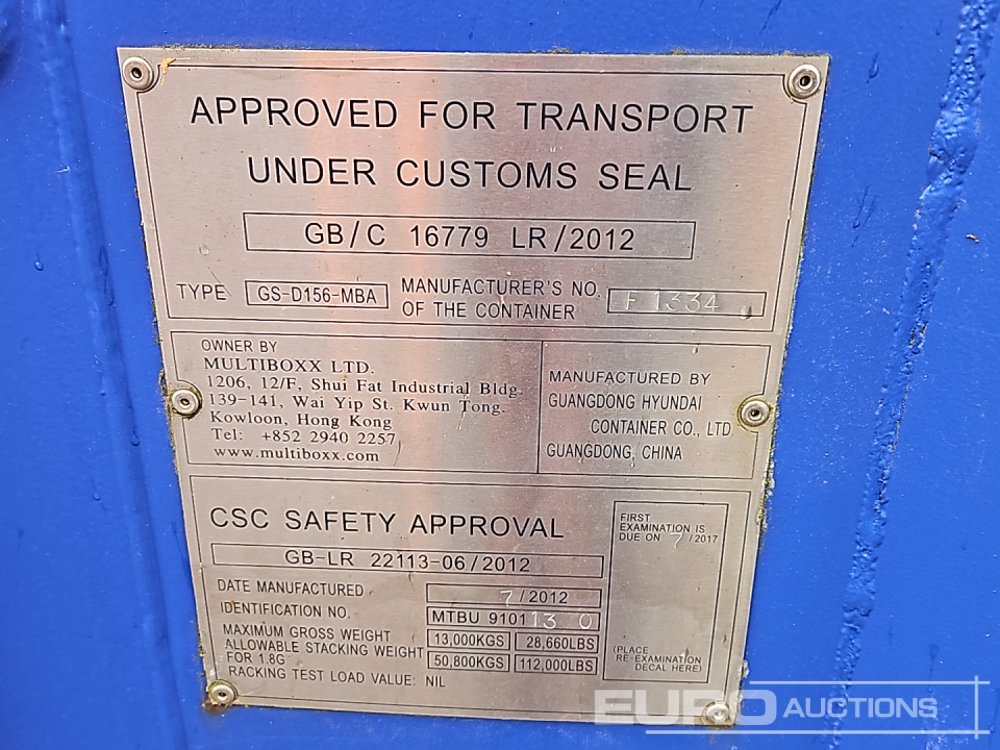 APPROVED FOR TRANSPORT
UNDER CUSTOMS SEAL
GB/C 16779 LR/2012
TYPE GS-D156-MBA
MANUFACTURER'S NO.
OF THE CONTAINER
F 1334
OWNER BY
MULTIBOXX LTD.
1206, 12/F, Shui Fat Industrial Bldg.
139-141, Wai Yip St. Kwun Tong.
Kowloon, Hong Kong
Tel: +852 2940 2257
www.multiboxx.com
MANUFACTURED BY
GUANGDONG HYUNDAI
CONTAINER CO., LTD
GUANGDONG, CHINA
CSC SAFETY APPROVAL
GB-LR 22113-06/2012
DATE MANUFACTURED 7/2012
IDENTIFICATION NO. MTBU 910113 0
MAXIMUM GROSS WEIGHT 13,000KGS 28,660LBS
ALLOWABLE STACKING WEIGHT
FOR 1.8G 50,800KGS 112,000LBS
RACKING TEST LOAD VALUE: NIL
FIRST
EXAMINATION IS
DUE ON 7/2017
(PLACE
RE-EXAMINATION
DECAL HERE)
EURO AUCTIONS